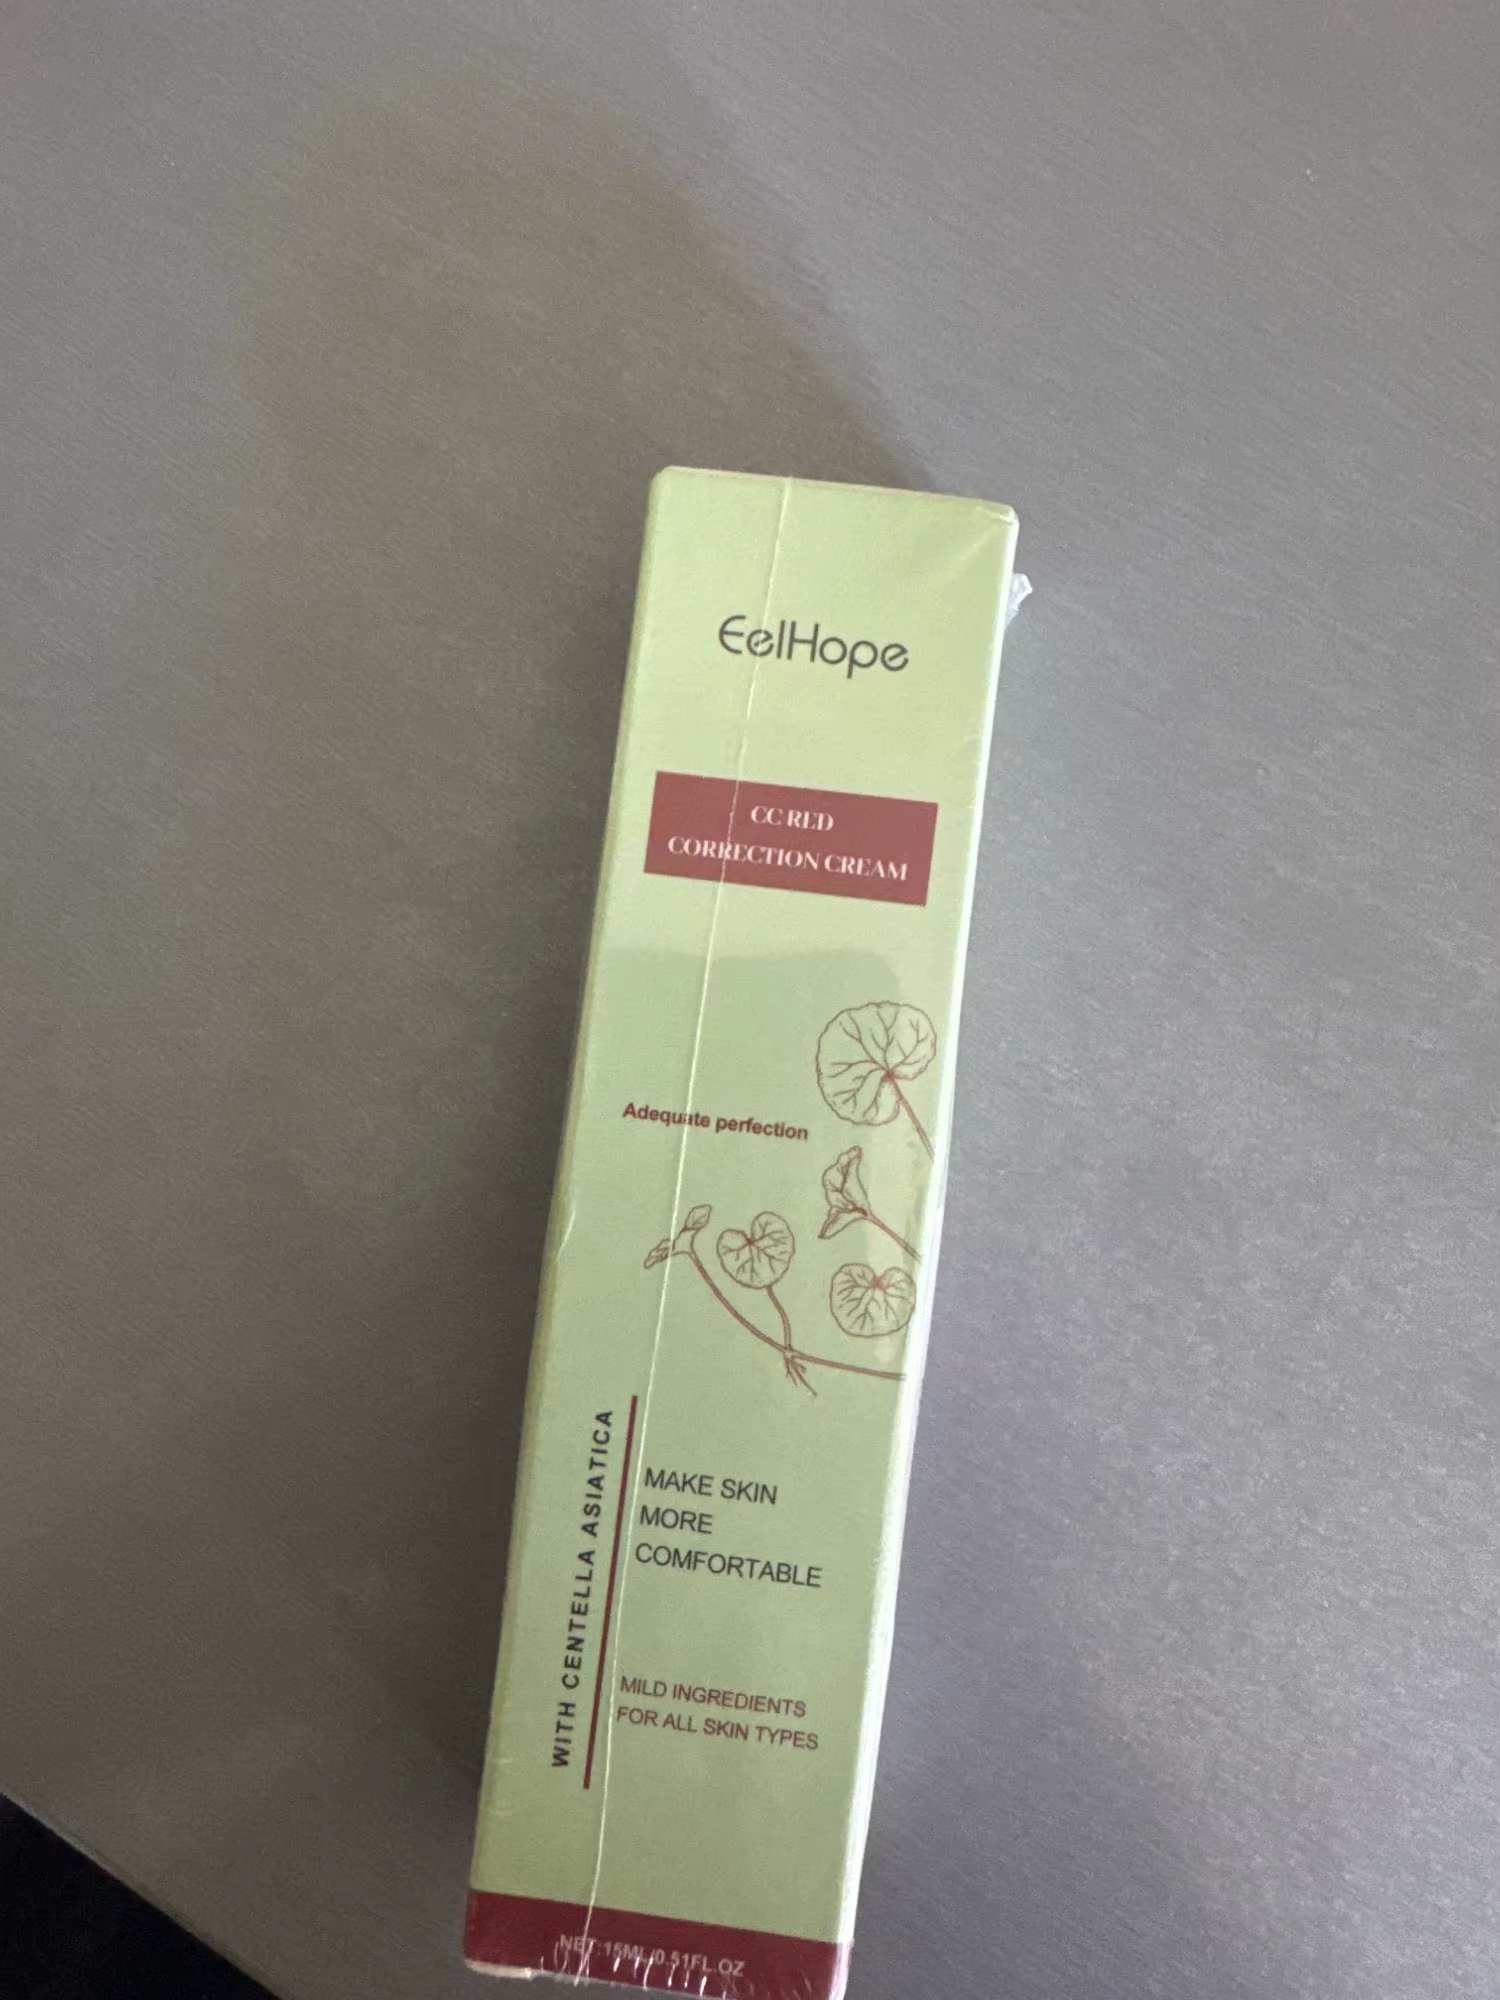 EelHope
CC RED
CORRECTION CREAM
Adequate perfection
WITH CENTELLA ASIATICA
MAKE SKIN
MORE
COMFORTABLE
MILD INGREDIENTS
FOR ALL SKIN TYPES
NET:15ML/0.51FL.OZ